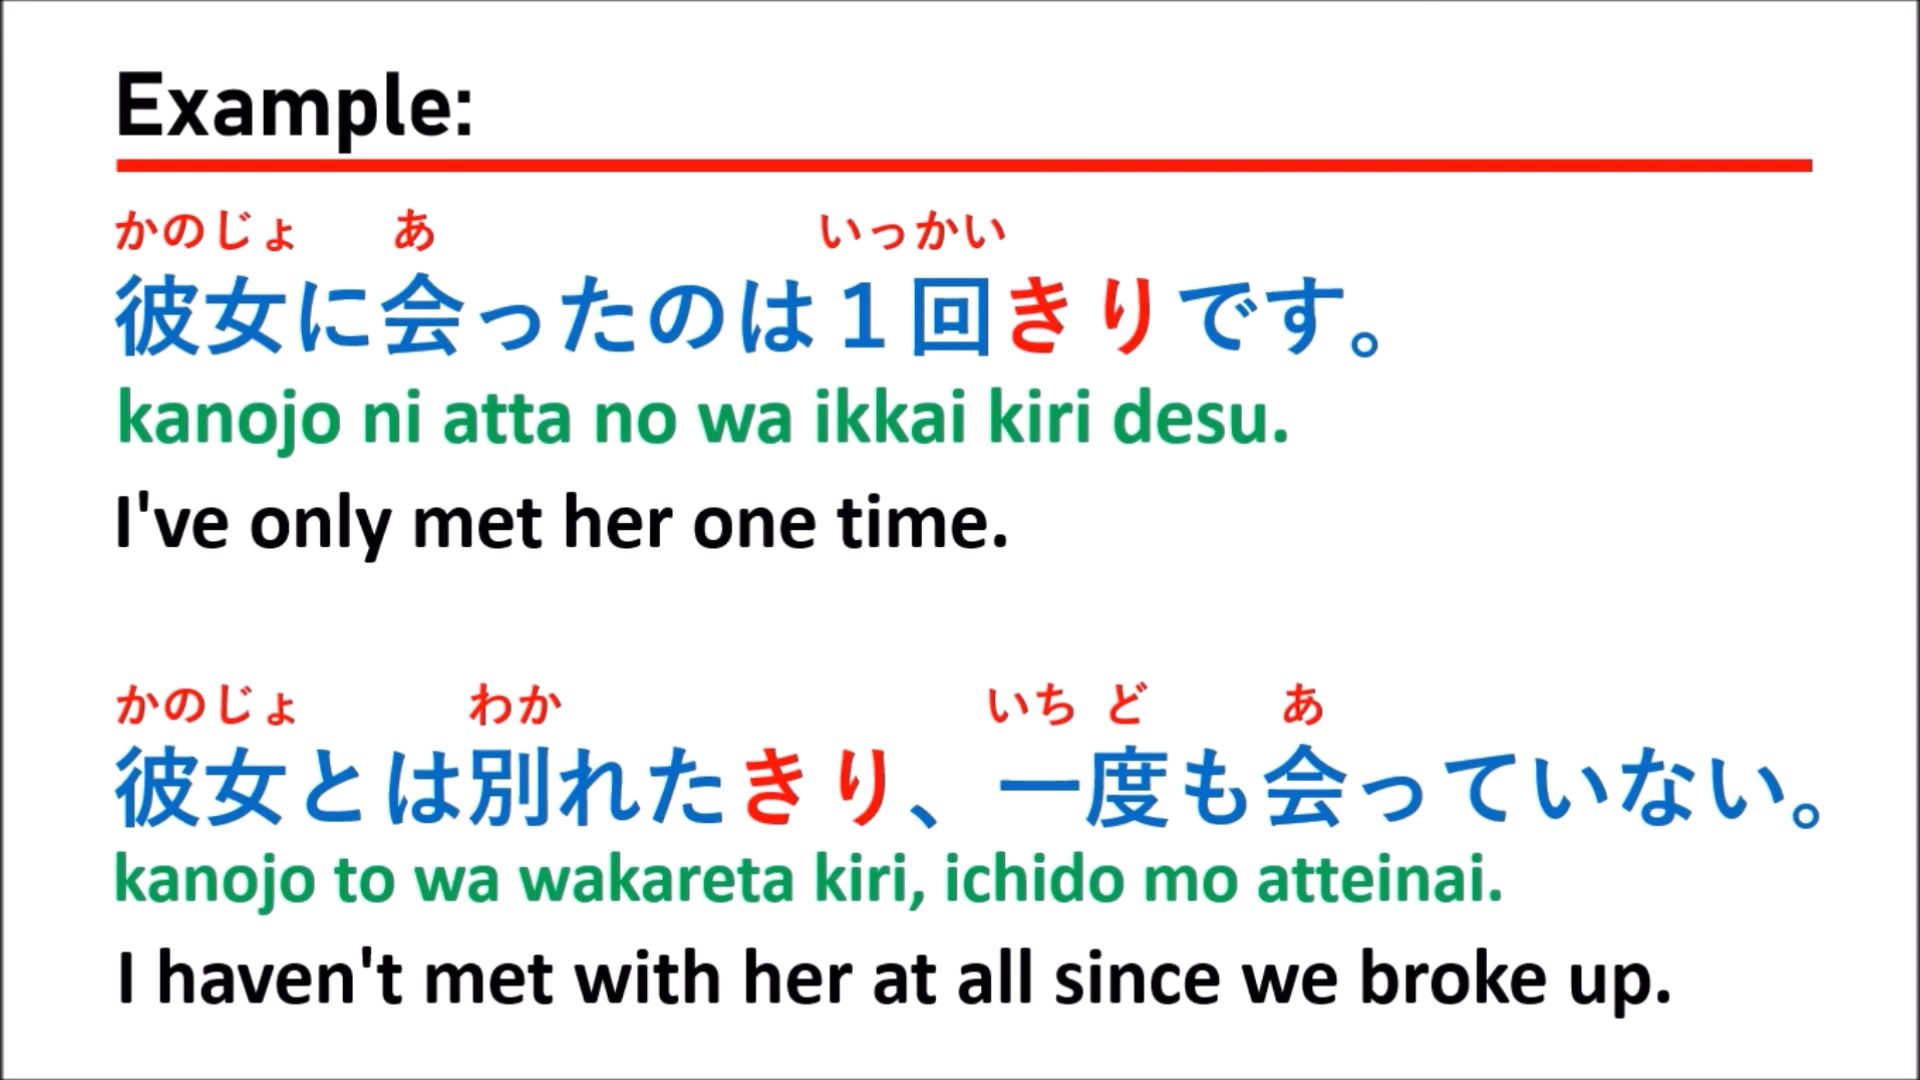 Example:
かのじょ あ いっかい
彼女に会ったのは１回きりです。
kanojo ni atta no wa ikkai kiri desu.
I've only met her one time.
かのじょ わか いち ど あ
彼女とは別れたきり、一度も会っていない。
kanojo to wa wakareta kiri, ichido mo atteinai.
I haven't met with her at all since we broke up.